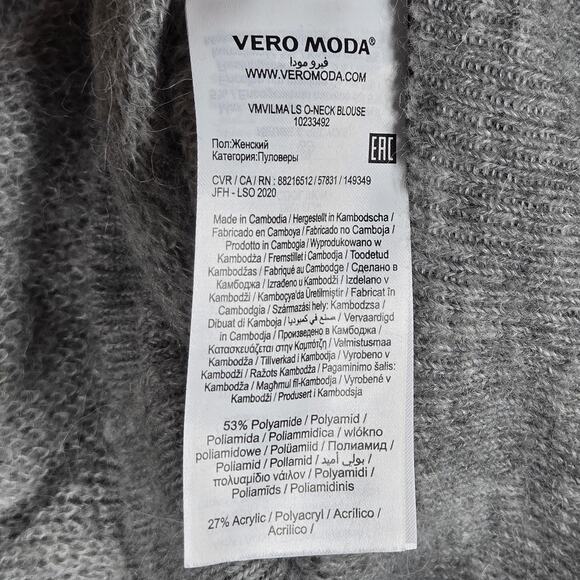 VERO MODA®
فيرو مودا
WWW.VEROMODA.COM
VMVILMA LS O-NECK BLOUSE
10233492
Пол:Женский
Категория:Пуловеры
EAC
CVR / CA / RN : 88216512 / 57831 / 149349
JFH - LSO 2020
Made in Cambodia / Hergestellt in Kambodscha /
Fabricado en Camboya / Fabricado no Camboja /
Prodotto in Cambogia / Wyprodukowano w
Kambodża / Fremstillet i Cambodja / Toodetud
Kambodžas / Fabriqué au Cambodge / Сделано в
Камбоджа / Izrađeno u Kambodži / Izdelano v
Kambodži / Kamboçya'da Üretilmiştir / Fabricat în
Cambodgia / Származási hely: Kambodzsa /
Dibuat di Kamboja / صنع في كمبوديا / Vervaardigd
in Cambodja / Произведено в Камбоджа /
Κατασκευάζεται στην Καμπότζη / Valmistusmaa
Kambodža / Tillverkad i Kambodja / Vyrobeno v
Kambodži / Ražots Kambodža / Pagaminimo šalis:
Kambodža / Magħmul fil-Kambodja / Vyrobené v
Kambodži / Produsert i Kambodsja
53% Polyamide / Polyamid /
Poliamida / Poliammidica / wlókno
poliamidowe / Polüamiid / Полиамид /
Poliamid / Pollamid / بولي أميد /
πολυαμίδιο νάιλον / Polyamidi /
Poliamīds / Poliamidinis
27% Acrylic / Polyacryl / Acrílico /
Acrilico /